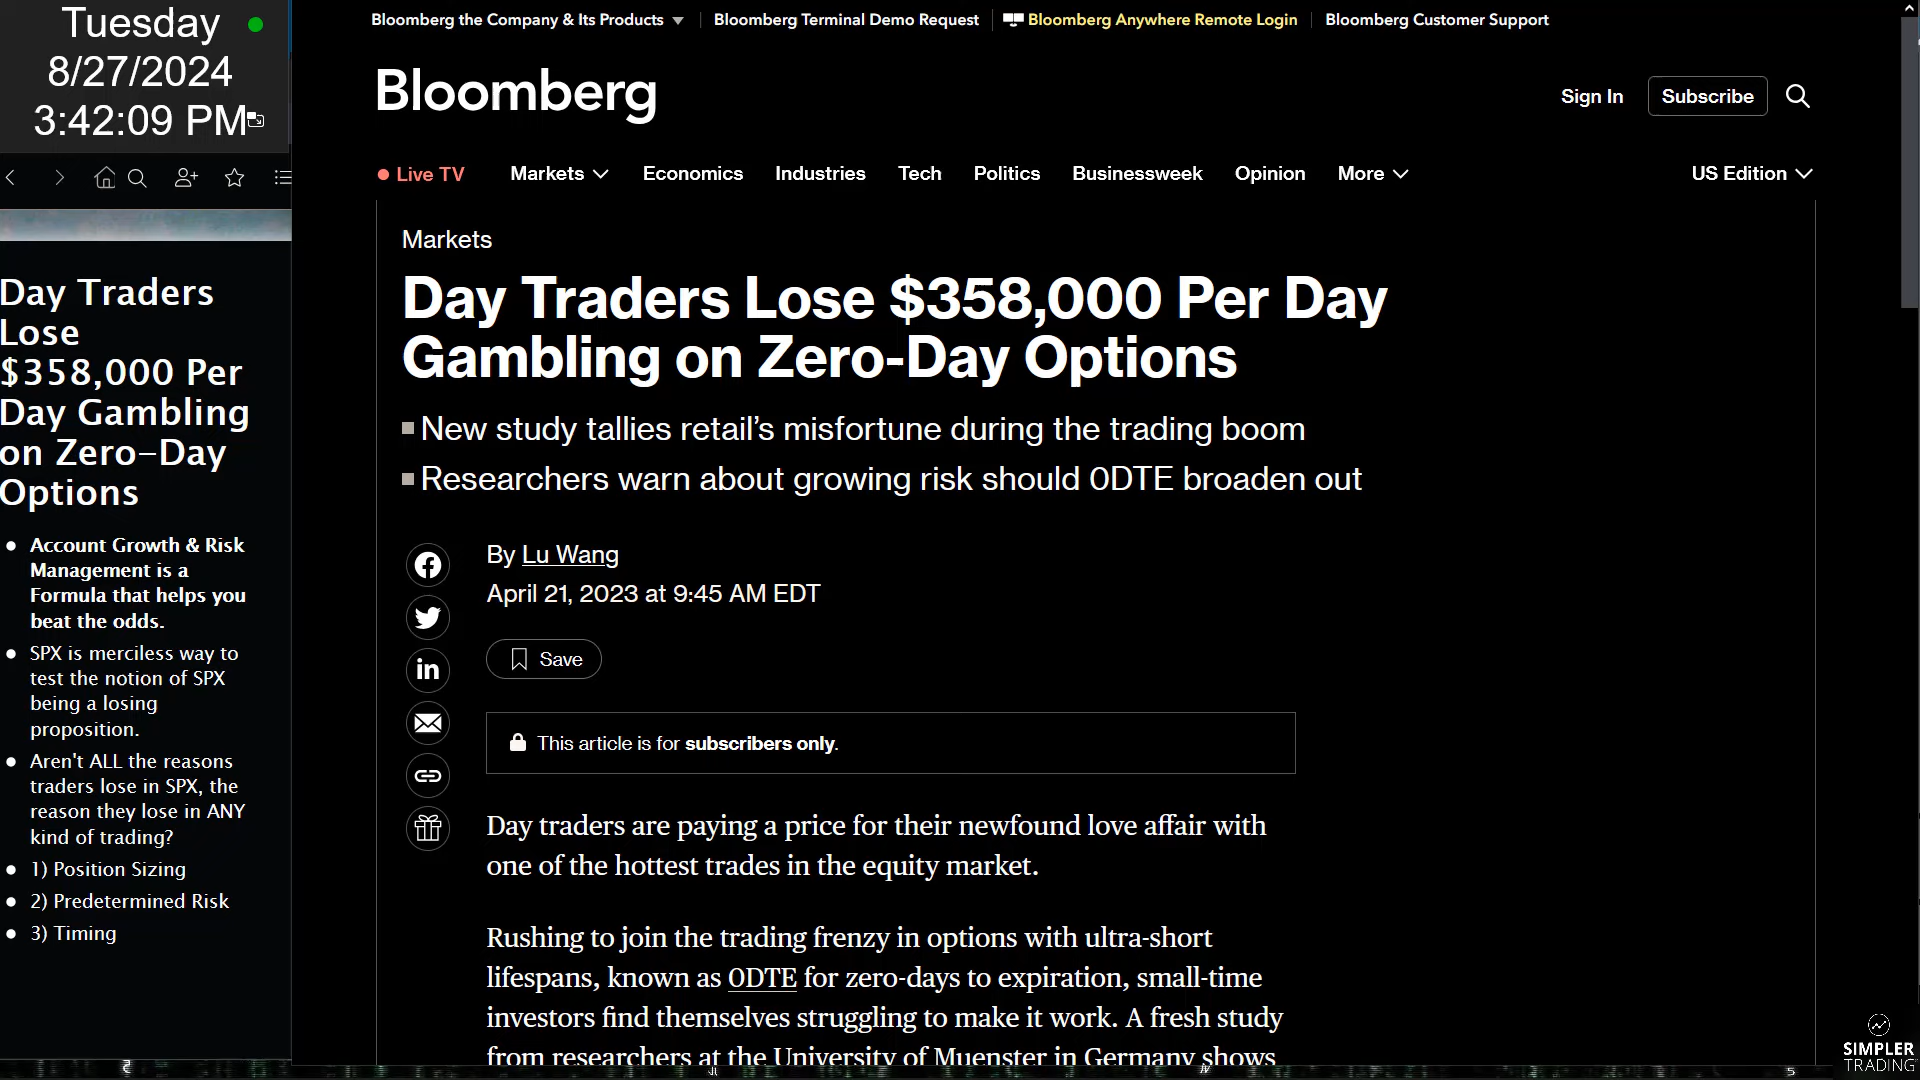 Tuesday
8/27/2024
3:42:09 PM
Day Traders
Lose
$358,000 Per
Day Gambling
on Zero-Day
Options
Account Growth & Risk
Management is a
Formula that helps you
beat the odds.
SPX is merciless way to
test the notion of SPX
being a losing
proposition.
Aren't ALL the reasons
traders lose in SPX, the
reason they lose in ANY
kind of trading?
1) Position Sizing
2) Predetermined Risk
3) Timing
Bloomberg the Company & Its Products
Bloomberg Terminal Demo Request
Bloomberg Anywhere Remote Login
Bloomberg Customer Support
Bloomberg
Sign In
Subscribe
Live TV
Markets
Economics
Industries
Tech
Politics
Businessweek
Opinion
More
US Edition
Markets
Day Traders Lose $358,000 Per Day
Gambling on Zero-Day Options
New study tallies retail's misfortune during the trading boom
Researchers warn about growing risk should 0DTE broaden out
By Lu Wang
April 21, 2023 at 9:45 AM EDT
Save
This article is for subscribers only.
Day traders are paying a price for their newfound love affair with
one of the hottest trades in the equity market.
Rushing to join the trading frenzy in options with ultra-short
lifespans, known as 0DTE for zero-days to expiration, small-time
investors find themselves struggling to make it work. A fresh study
from researchers at the University of Muenster in Germany shows
SIMPLER
TRADING